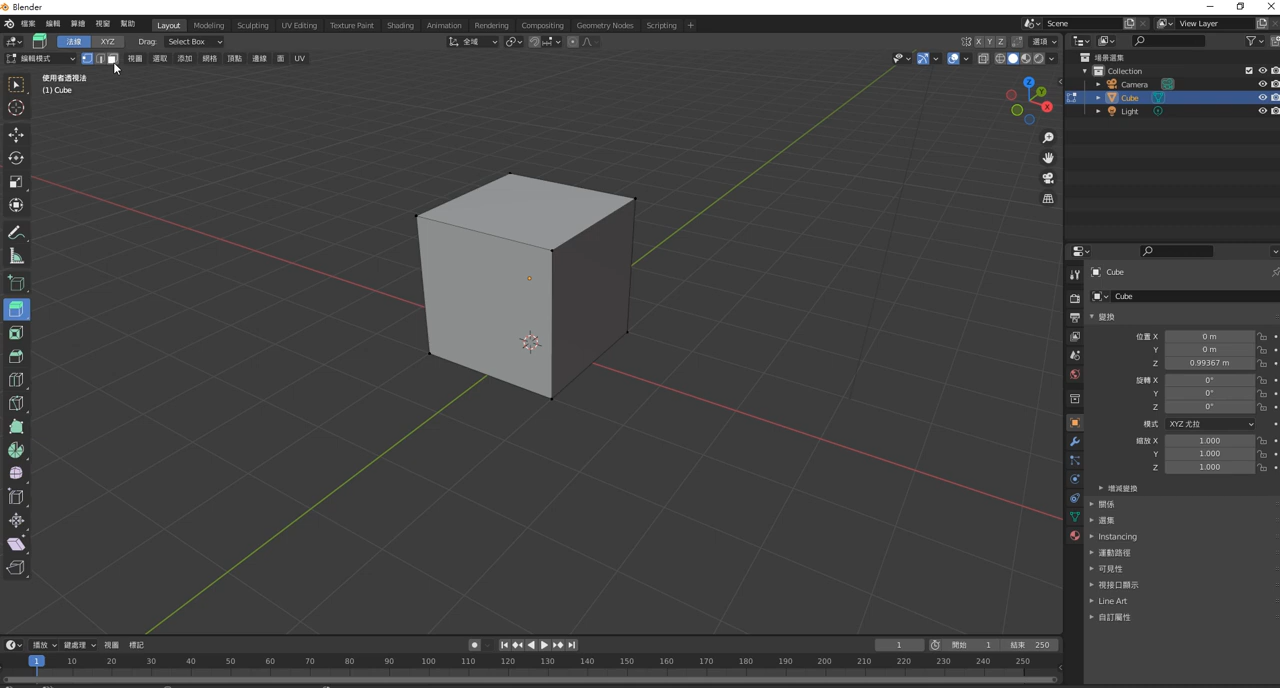 Blender
檔案 編輯 算繪 視窗 幫助 Layout Modeling Sculpting UV Editing Texture Paint Shading Animation Rendering Compositing Geometry Nodes Scripting + Scene View Layer
法線 XYZ Drag: Select Box 全域 X Y Z 選項
編輯模式 視圖 選取 添加 網格 頂點 邊線 面 UV
場景選集
使用者透視法
(1) Cube
Collection
Camera
Cube
Light
Z
Y
X
Cube
Cube
變換
位置 X 0 m
Y 0 m
Z 0.99367 m
旋轉 X 0°
Y 0°
Z 0°
模式 XYZ 尤拉
縮放 X 1.000
Y 1.000
Z 1.000
增減變換
關係
選集
Instancing
運動路徑
可見性
視接口顯示
Line Art
自訂屬性
播放 鍵處理 視圖 標記 1 開始 1 結束 250
1 10 20 30 40 50 60 70 80 90 100 110 120 130 140 150 160 170 180 190 200 210 220 230 240 250